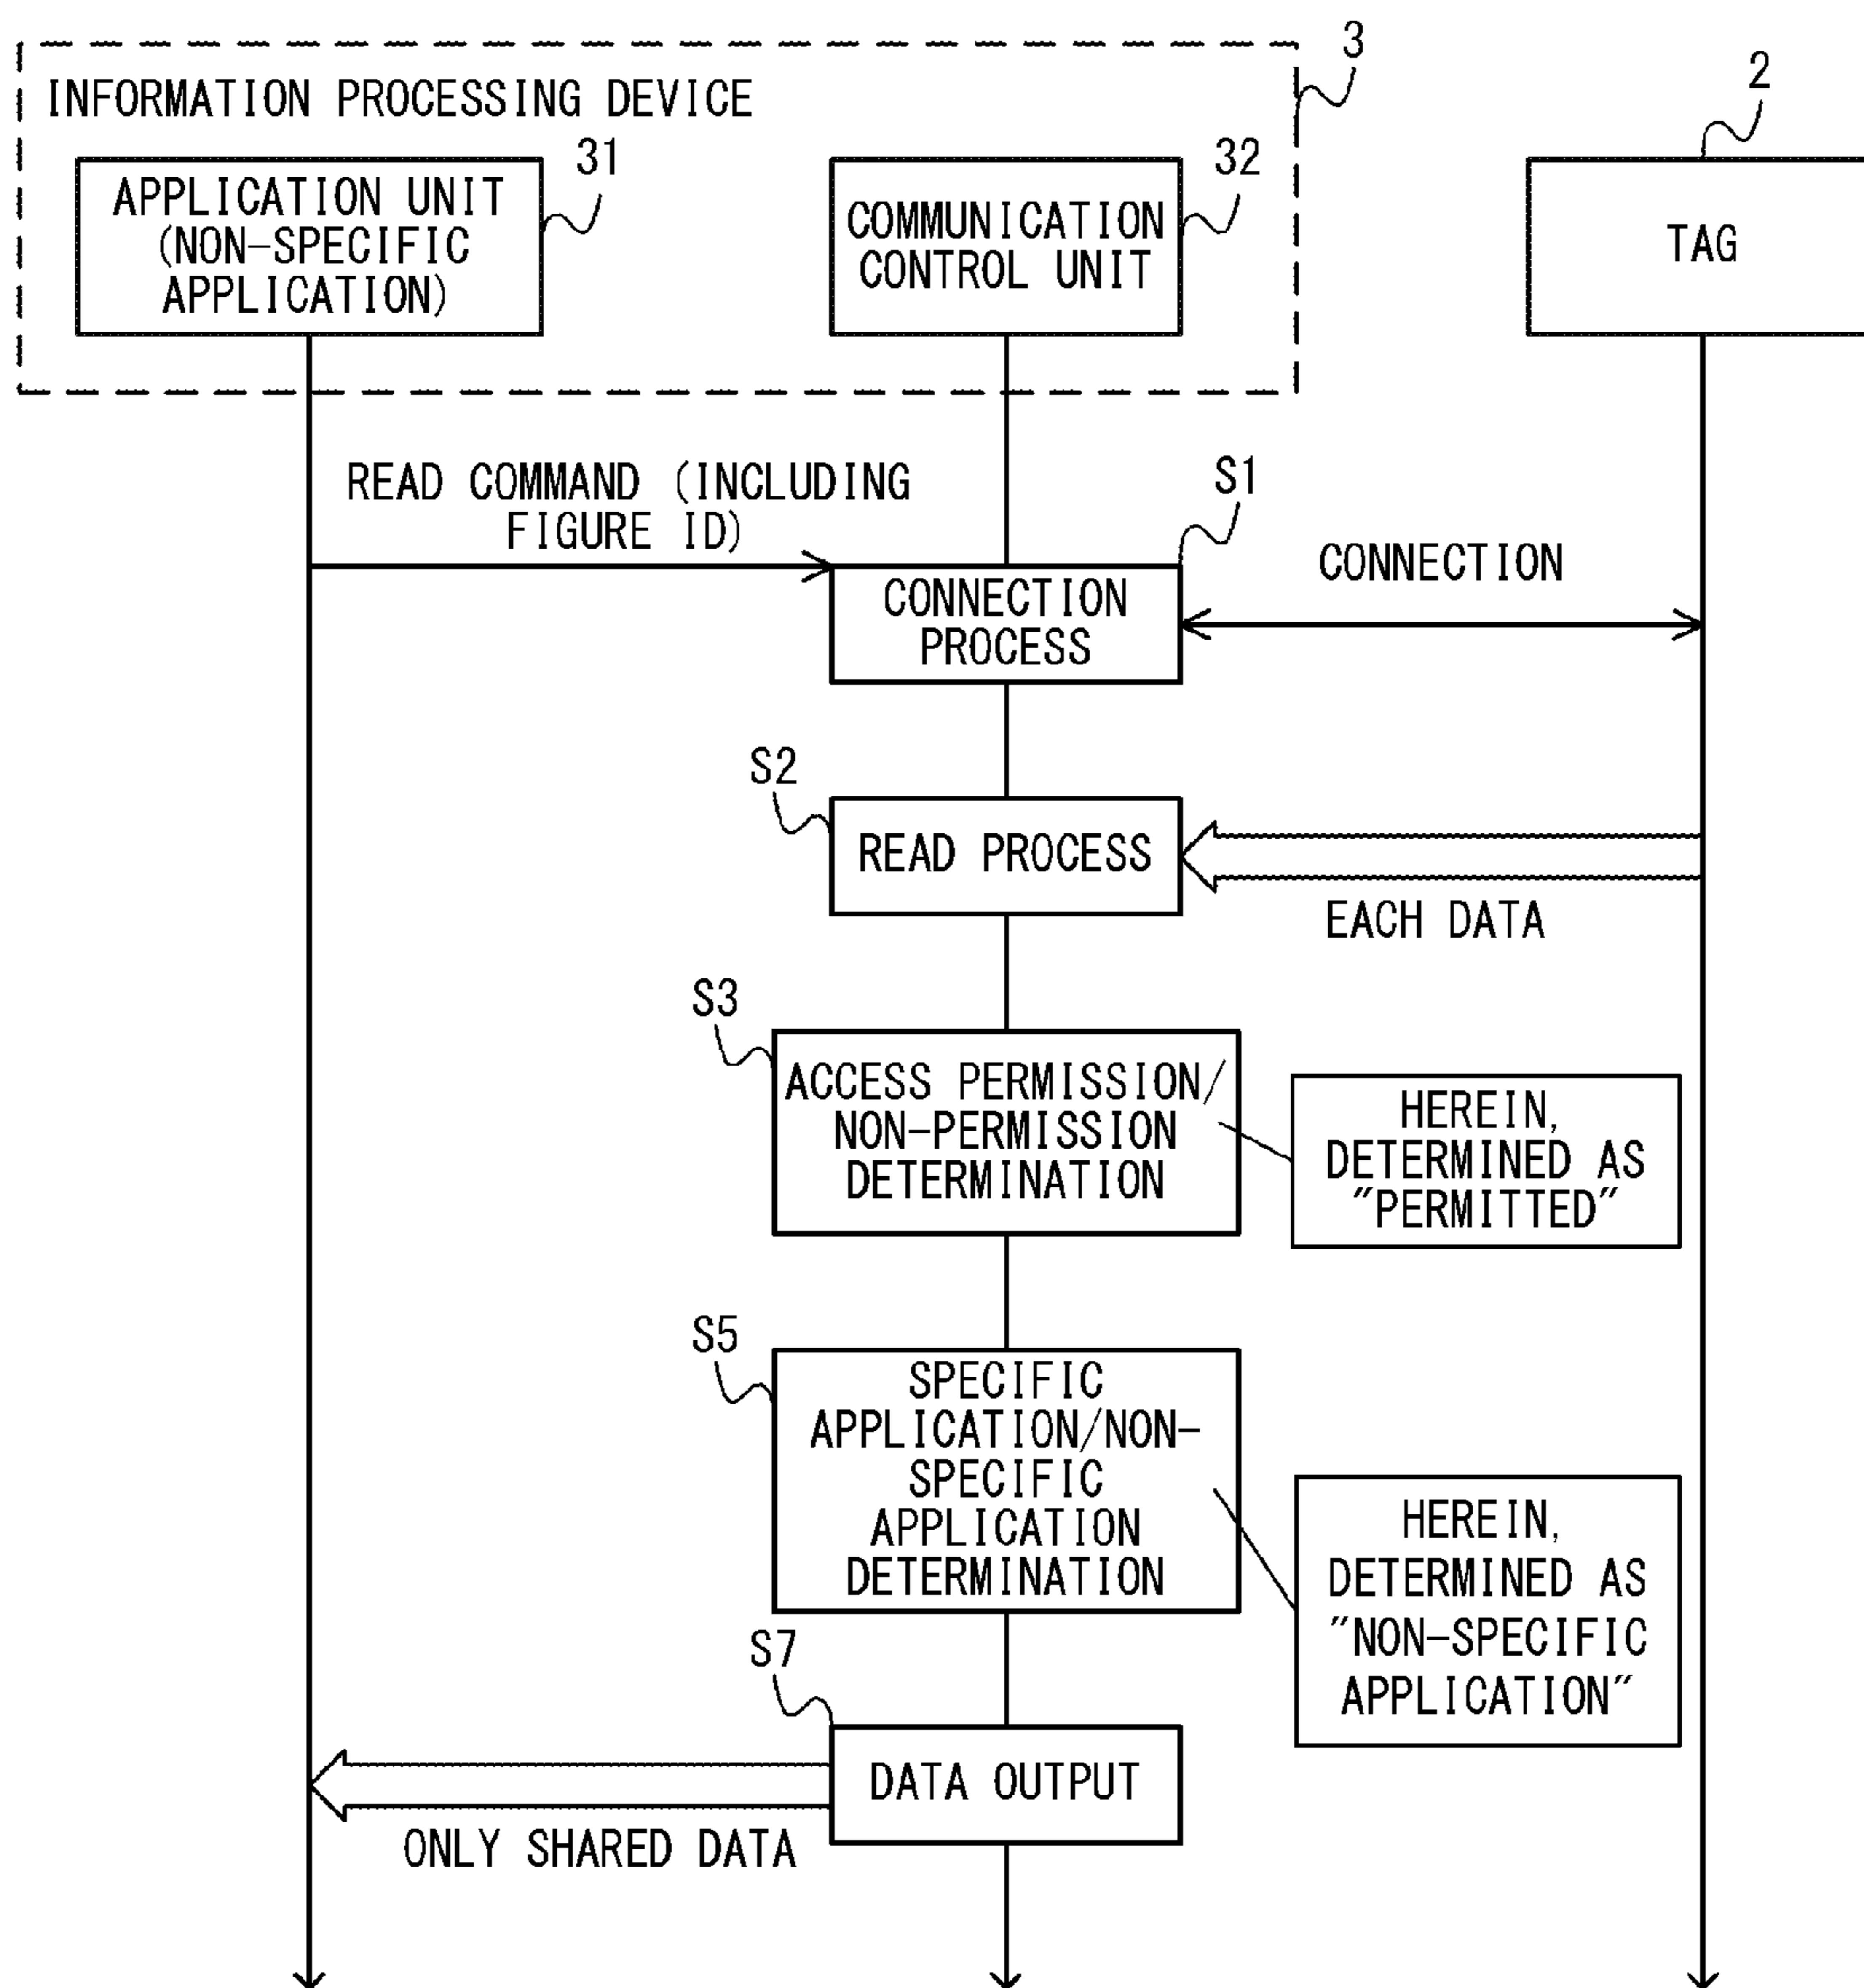 3
2
INFORMATION PROCESSING DEVICE
31
32
APPLICATION UNIT
(NON-SPECIFIC
APPLICATION)
COMMUNICATION
CONTROL UNIT
TAG
READ COMMAND (INCLUDING
FIGURE ID)
S1
CONNECTION
CONNECTION
PROCESS
S2
READ PROCESS
EACH DATA
S3
ACCESS PERMISSION/
NON-PERMISSION
DETERMINATION
HEREIN,
DETERMINED AS
"PERMITTED"
S5
SPECIFIC
APPLICATION/NON-
SPECIFIC
APPLICATION
DETERMINATION
HEREIN,
DETERMINED AS
"NON-SPECIFIC
APPLICATION"
S7
DATA OUTPUT
ONLY SHARED DATA